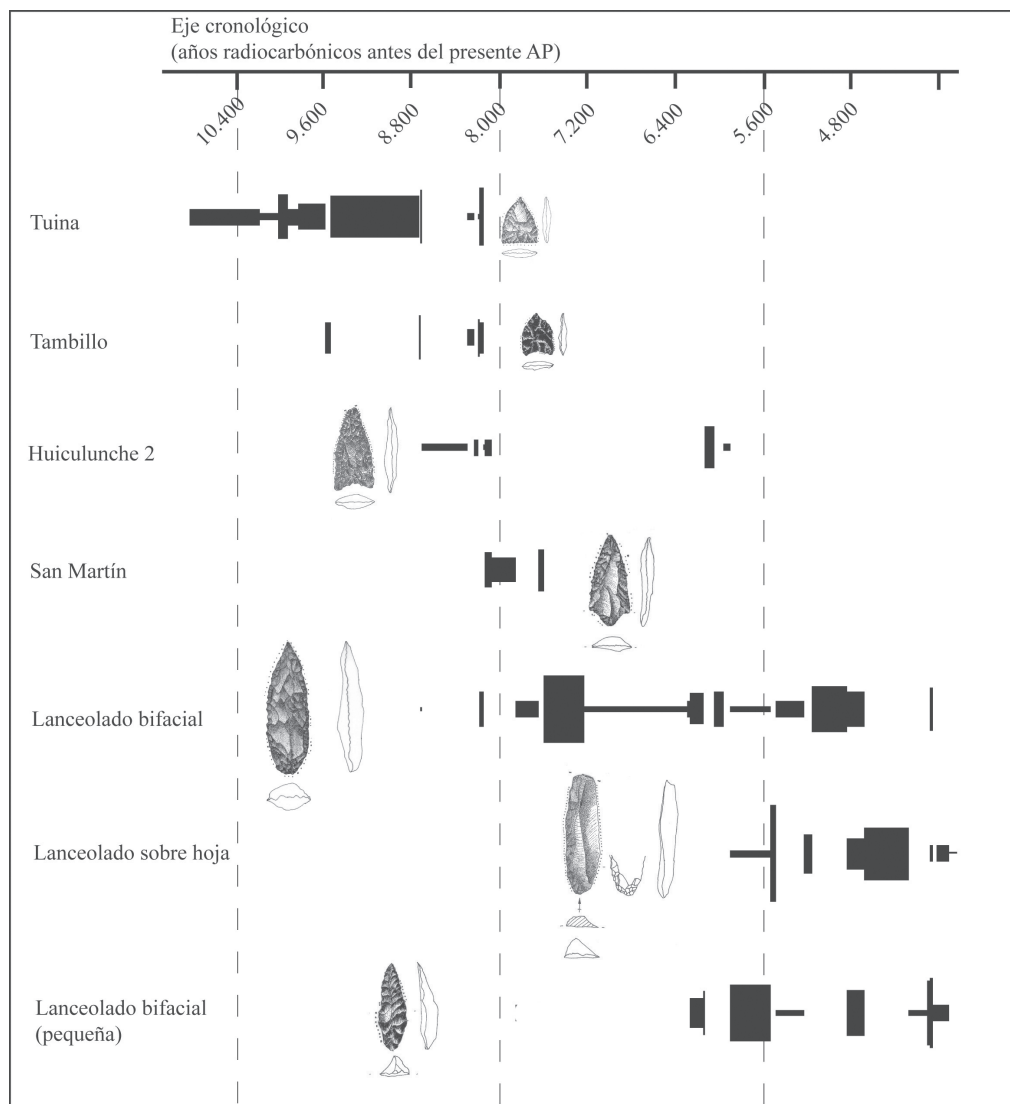 Eje cronológico
(años radiocarbónicos antes del presente AP)
10.400
9.600
8.800
8.000
7.200
6.400
5.600
4.800
Tuina
Tambillo
Huiculunche 2
San Martín
Lanceolado bifacial
Lanceolado sobre hoja
Lanceolado bifacial
(pequeña)